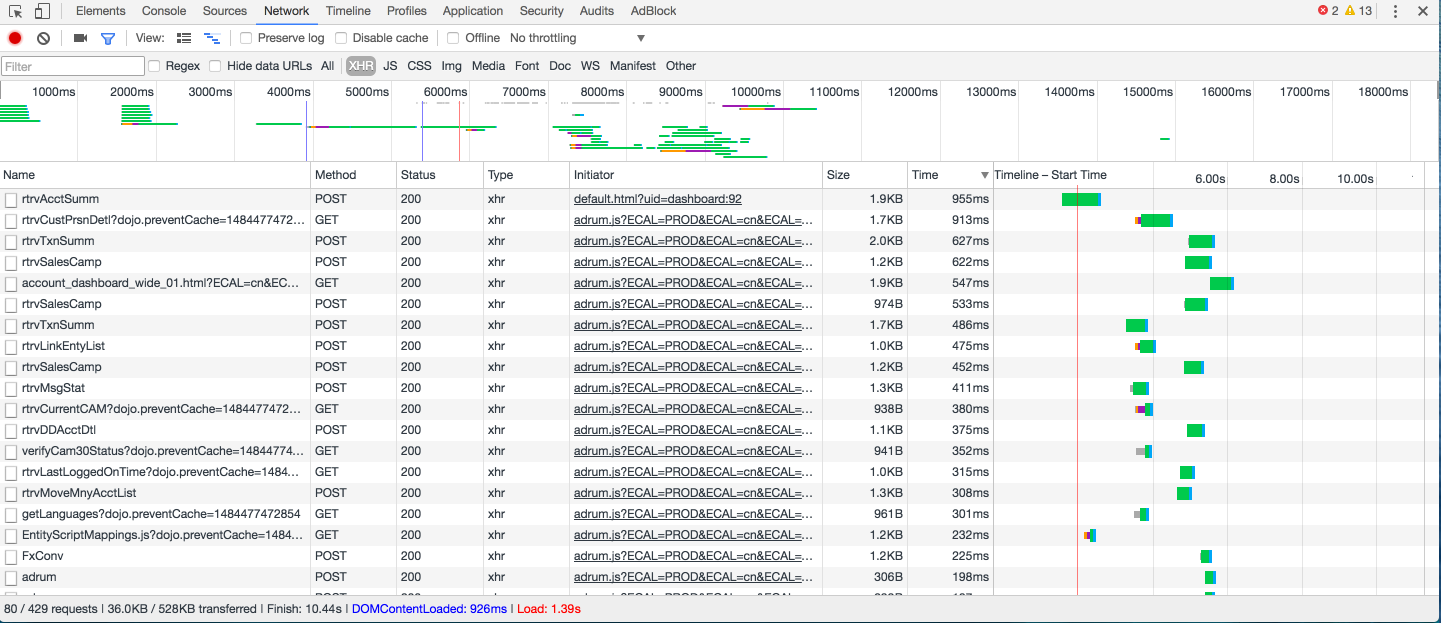 Elements Console Sources Network Timeline Profiles Application Security Audits AdBlock 2 13
View: Preserve log Disable cache Offline No throttling
Filter Regex Hide data URLs All XHR JS CSS Img Media Font Doc WS Manifest Other
1000ms 2000ms 3000ms 4000ms 5000ms 6000ms 7000ms 8000ms 9000ms 10000ms 11000ms 12000ms 13000ms 14000ms 15000ms 16000ms 17000ms 18000ms
Name Method Status Type Initiator Size Time Timeline – Start Time 6.00s 8.00s 10.00s
rtrvAcctSumm POST 200 xhr default.html?uid=dashboard:92 1.9KB 955ms
rtrvCustPrsnDetl?dojo.preventCache=1484477472... GET 200 xhr adrum.js?ECAL=PROD&ECAL=cn&ECAL=... 1.7KB 913ms
rtrvTxnSumm POST 200 xhr adrum.js?ECAL=PROD&ECAL=cn&ECAL=... 2.0KB 627ms
rtrvSalesCamp POST 200 xhr adrum.js?ECAL=PROD&ECAL=cn&ECAL=... 1.2KB 622ms
account_dashboard_wide_01.html?ECAL=cn&EC... GET 200 xhr adrum.js?ECAL=PROD&ECAL=cn&ECAL=... 1.9KB 547ms
rtrvSalesCamp POST 200 xhr adrum.js?ECAL=PROD&ECAL=cn&ECAL=... 974B 533ms
rtrvTxnSumm POST 200 xhr adrum.js?ECAL=PROD&ECAL=cn&ECAL=... 1.7KB 486ms
rtrvLinkEntyList POST 200 xhr adrum.js?ECAL=PROD&ECAL=cn&ECAL=... 1.0KB 475ms
rtrvSalesCamp POST 200 xhr adrum.js?ECAL=PROD&ECAL=cn&ECAL=... 1.2KB 452ms
rtrvMsgStat POST 200 xhr adrum.js?ECAL=PROD&ECAL=cn&ECAL=... 1.3KB 411ms
rtrvCurrentCAM?dojo.preventCache=1484477472... GET 200 xhr adrum.js?ECAL=PROD&ECAL=cn&ECAL=... 938B 380ms
rtrvDDAcctDtl POST 200 xhr adrum.js?ECAL=PROD&ECAL=cn&ECAL=... 1.1KB 375ms
verifyCam30Status?dojo.preventCache=14844774... GET 200 xhr adrum.js?ECAL=PROD&ECAL=cn&ECAL=... 941B 352ms
rtrvLastLoggedOnTime?dojo.preventCache=1484... GET 200 xhr adrum.js?ECAL=PROD&ECAL=cn&ECAL=... 1.0KB 315ms
rtrvMoveMnyAcctList POST 200 xhr adrum.js?ECAL=PROD&ECAL=cn&ECAL=... 1.3KB 308ms
getLanguages?dojo.preventCache=1484477472854 GET 200 xhr adrum.js?ECAL=PROD&ECAL=cn&ECAL=... 961B 301ms
EntityScriptMappings.js?dojo.preventCache=1484... GET 200 xhr adrum.js?ECAL=PROD&ECAL=cn&ECAL=... 1.2KB 232ms
FxConv POST 200 xhr adrum.js?ECAL=PROD&ECAL=cn&ECAL=... 1.2KB 225ms
adrum POST 200 xhr adrum.js?ECAL=PROD&ECAL=cn&ECAL=... 306B 198ms
80 / 429 requests | 36.0KB / 528KB transferred | Finish: 10.44s | DOMContentLoaded: 926ms | Load: 1.39s